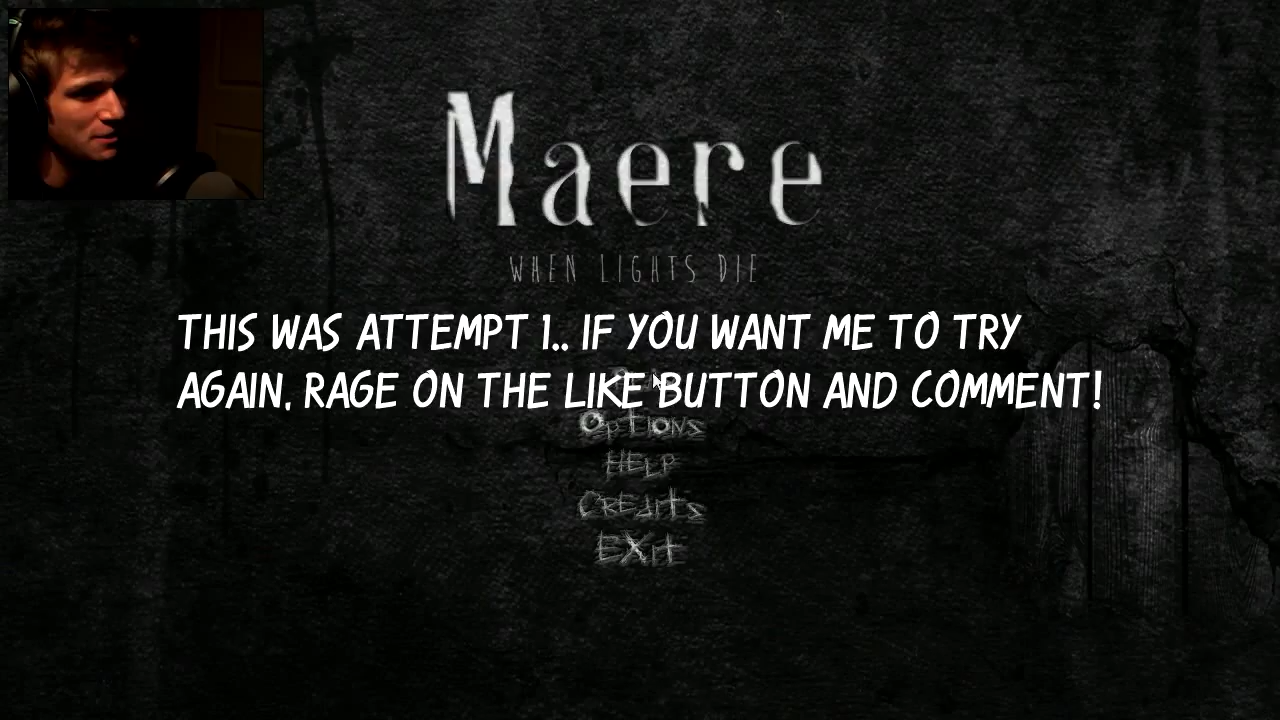 Maere
WHEN LIGHTS DIE
THIS WAS ATTEMPT 1.. IF YOU WANT ME TO TRY
AGAIN, RAGE ON THE LIKE BUTTON AND COMMENT!
Options
HELP
Credits
EXit